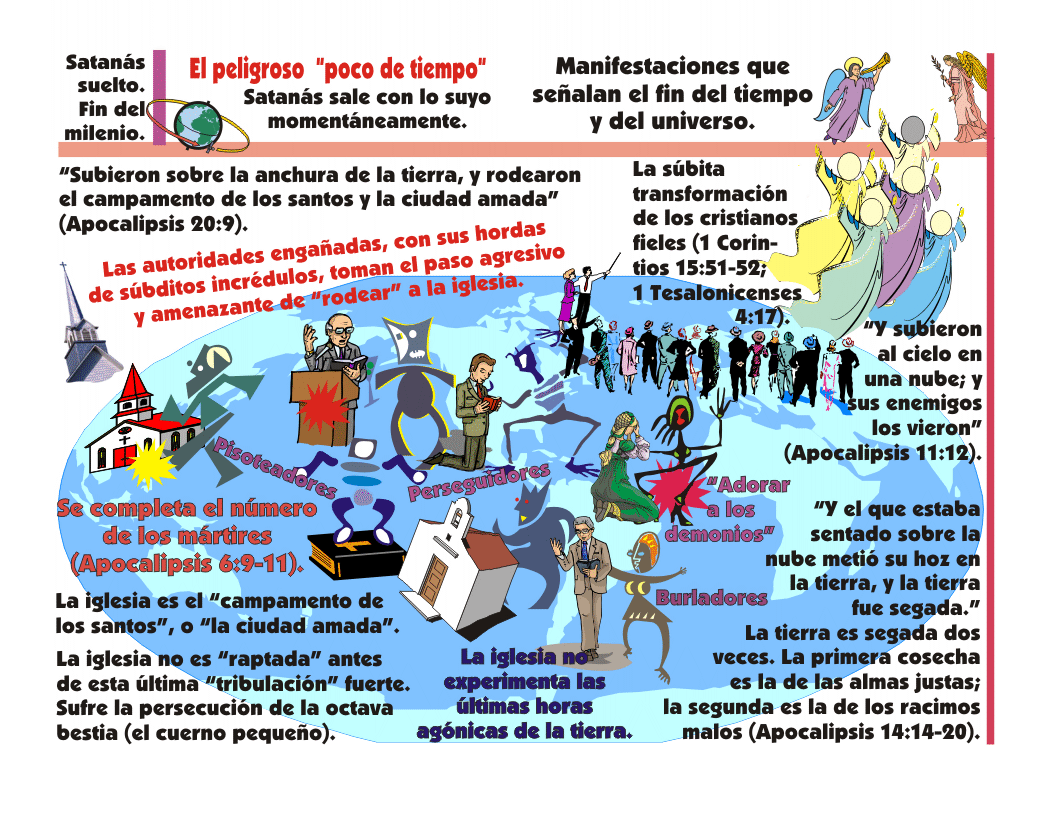 Satanás
suelto.
Fin del
milenio.
El peligroso "poco de tiempo"
Satanás sale con lo suyo
momentáneamente.
Manifestaciones que
señalan el fin del tiempo
y del universo.
“Subieron sobre la anchura de la tierra, y rodearon
el campamento de los santos y la ciudad amada”
(Apocalipsis 20:9).
Las autoridades engañadas, con sus hordas
de súbditos incrédulos, toman el paso agresivo
y amenazante de “rodear” a la iglesia.
La súbita
transformación
de los cristianos
fieles (1 Corin-
tios 15:51-52;
1 Tesalonicenses
4:17).
“Y subieron
al cielo en
una nube; y
sus enemigos
los vieron”
(Apocalipsis 11:12).
Pisoteadores
Perseguidores
“Adorar
a los
demonios”
Burladores
Se completa el número
de los mártires
(Apocalipsis 6:9-11).
La iglesia es el “campamento de
los santos”, o “la ciudad amada”.
La iglesia no es “raptada” antes
de esta última “tribulación” fuerte.
Sufre la persecución de la octava
bestia (el cuerno pequeño).
La iglesia no
experimenta las
últimas horas
agónicas de la tierra.
“Y el que estaba
sentado sobre la
nube metió su hoz en
la tierra, y la tierra
fue segada.”
La tierra es segada dos
veces. La primera cosecha
es la de las almas justas;
la segunda es la de los racimos
malos (Apocalipsis 14:14-20).